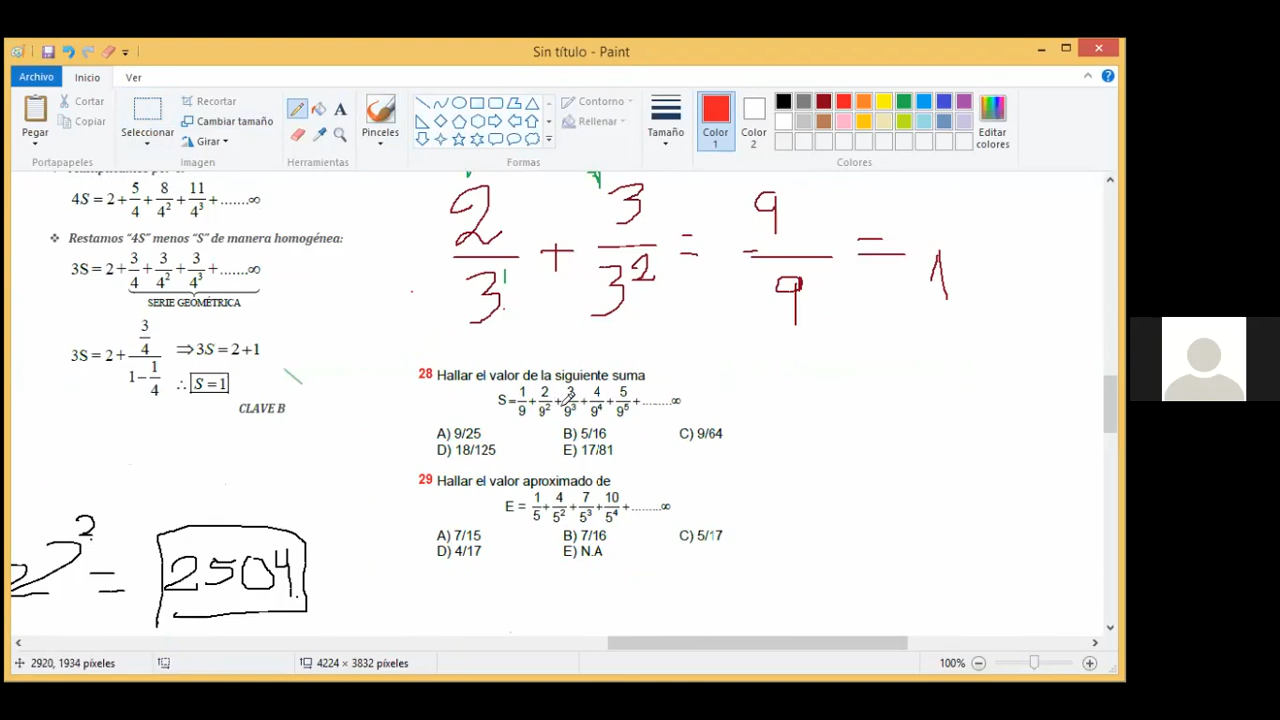 Sin título - Paint
Archivo Inicio Ver
Pegar
Cortar
Copiar
Portapapeles
Seleccionar
Recortar
Cambiar tamaño
Girar
Imagen
A
Herramientas
Pinceles
Contorno
Rellenar
Formas
Tamaño
Color 1
Color 2
Editar colores
Colores
4S = 2 + 5/4 + 8/4² + 11/4³ + .......∞
❖ Restamos “4S” menos “S” de manera homogénea:
3S = 2 + 3/4 + 3/4² + 3/4³ + .......∞
SERIE GEOMÉTRICA
3S = 2 + (3/4)/(1 − 1/4) ⇒ 3S = 2 + 1
∴ S = 1
CLAVE B
2/3¹ + 3/3² = 9/9 = 1
28 Hallar el valor de la siguiente suma
S = 1/9 + 2/9² + 3/9³ + 4/9⁴ + 5/9⁵ + .........∞
A) 9/25 B) 5/16 C) 9/64
D) 18/125 E) 17/81
29 Hallar el valor aproximado de
E = 1/5 + 4/5² + 7/5³ + 10/5⁴ + .........∞
A) 7/15 B) 7/16 C) 5/17
D) 4/17 E) N.A
2 = 2504
2920, 1934 píxeles
4224 × 3832 píxeles
100%